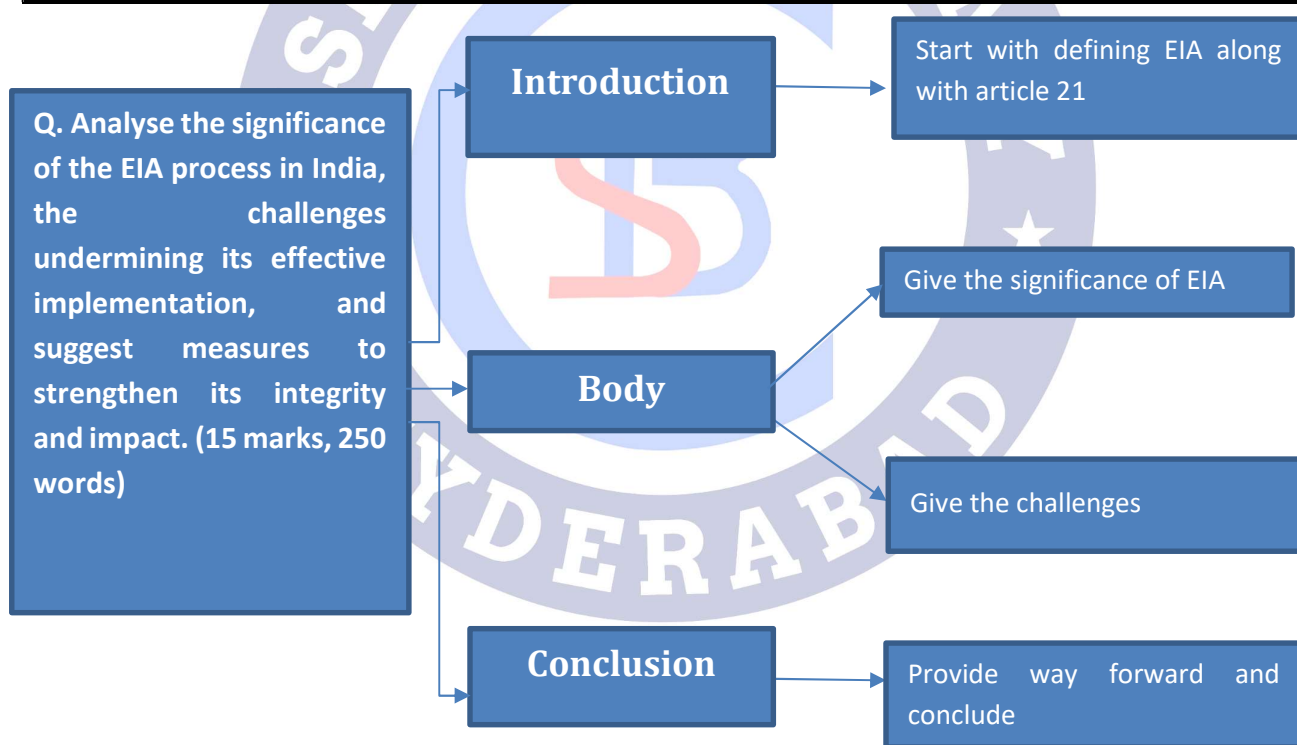 Q. Analyse the significance
of the EIA process in India,
the challenges
undermining its effective
implementation, and
suggest measures to
strengthen its integrity
and impact. (15 marks, 250
words)
Introduction
Start with defining EIA along
with article 21
Body
Give the significance of EIA
Give the challenges
Conclusion
Provide way forward and
conclude
SB
YDERABAD